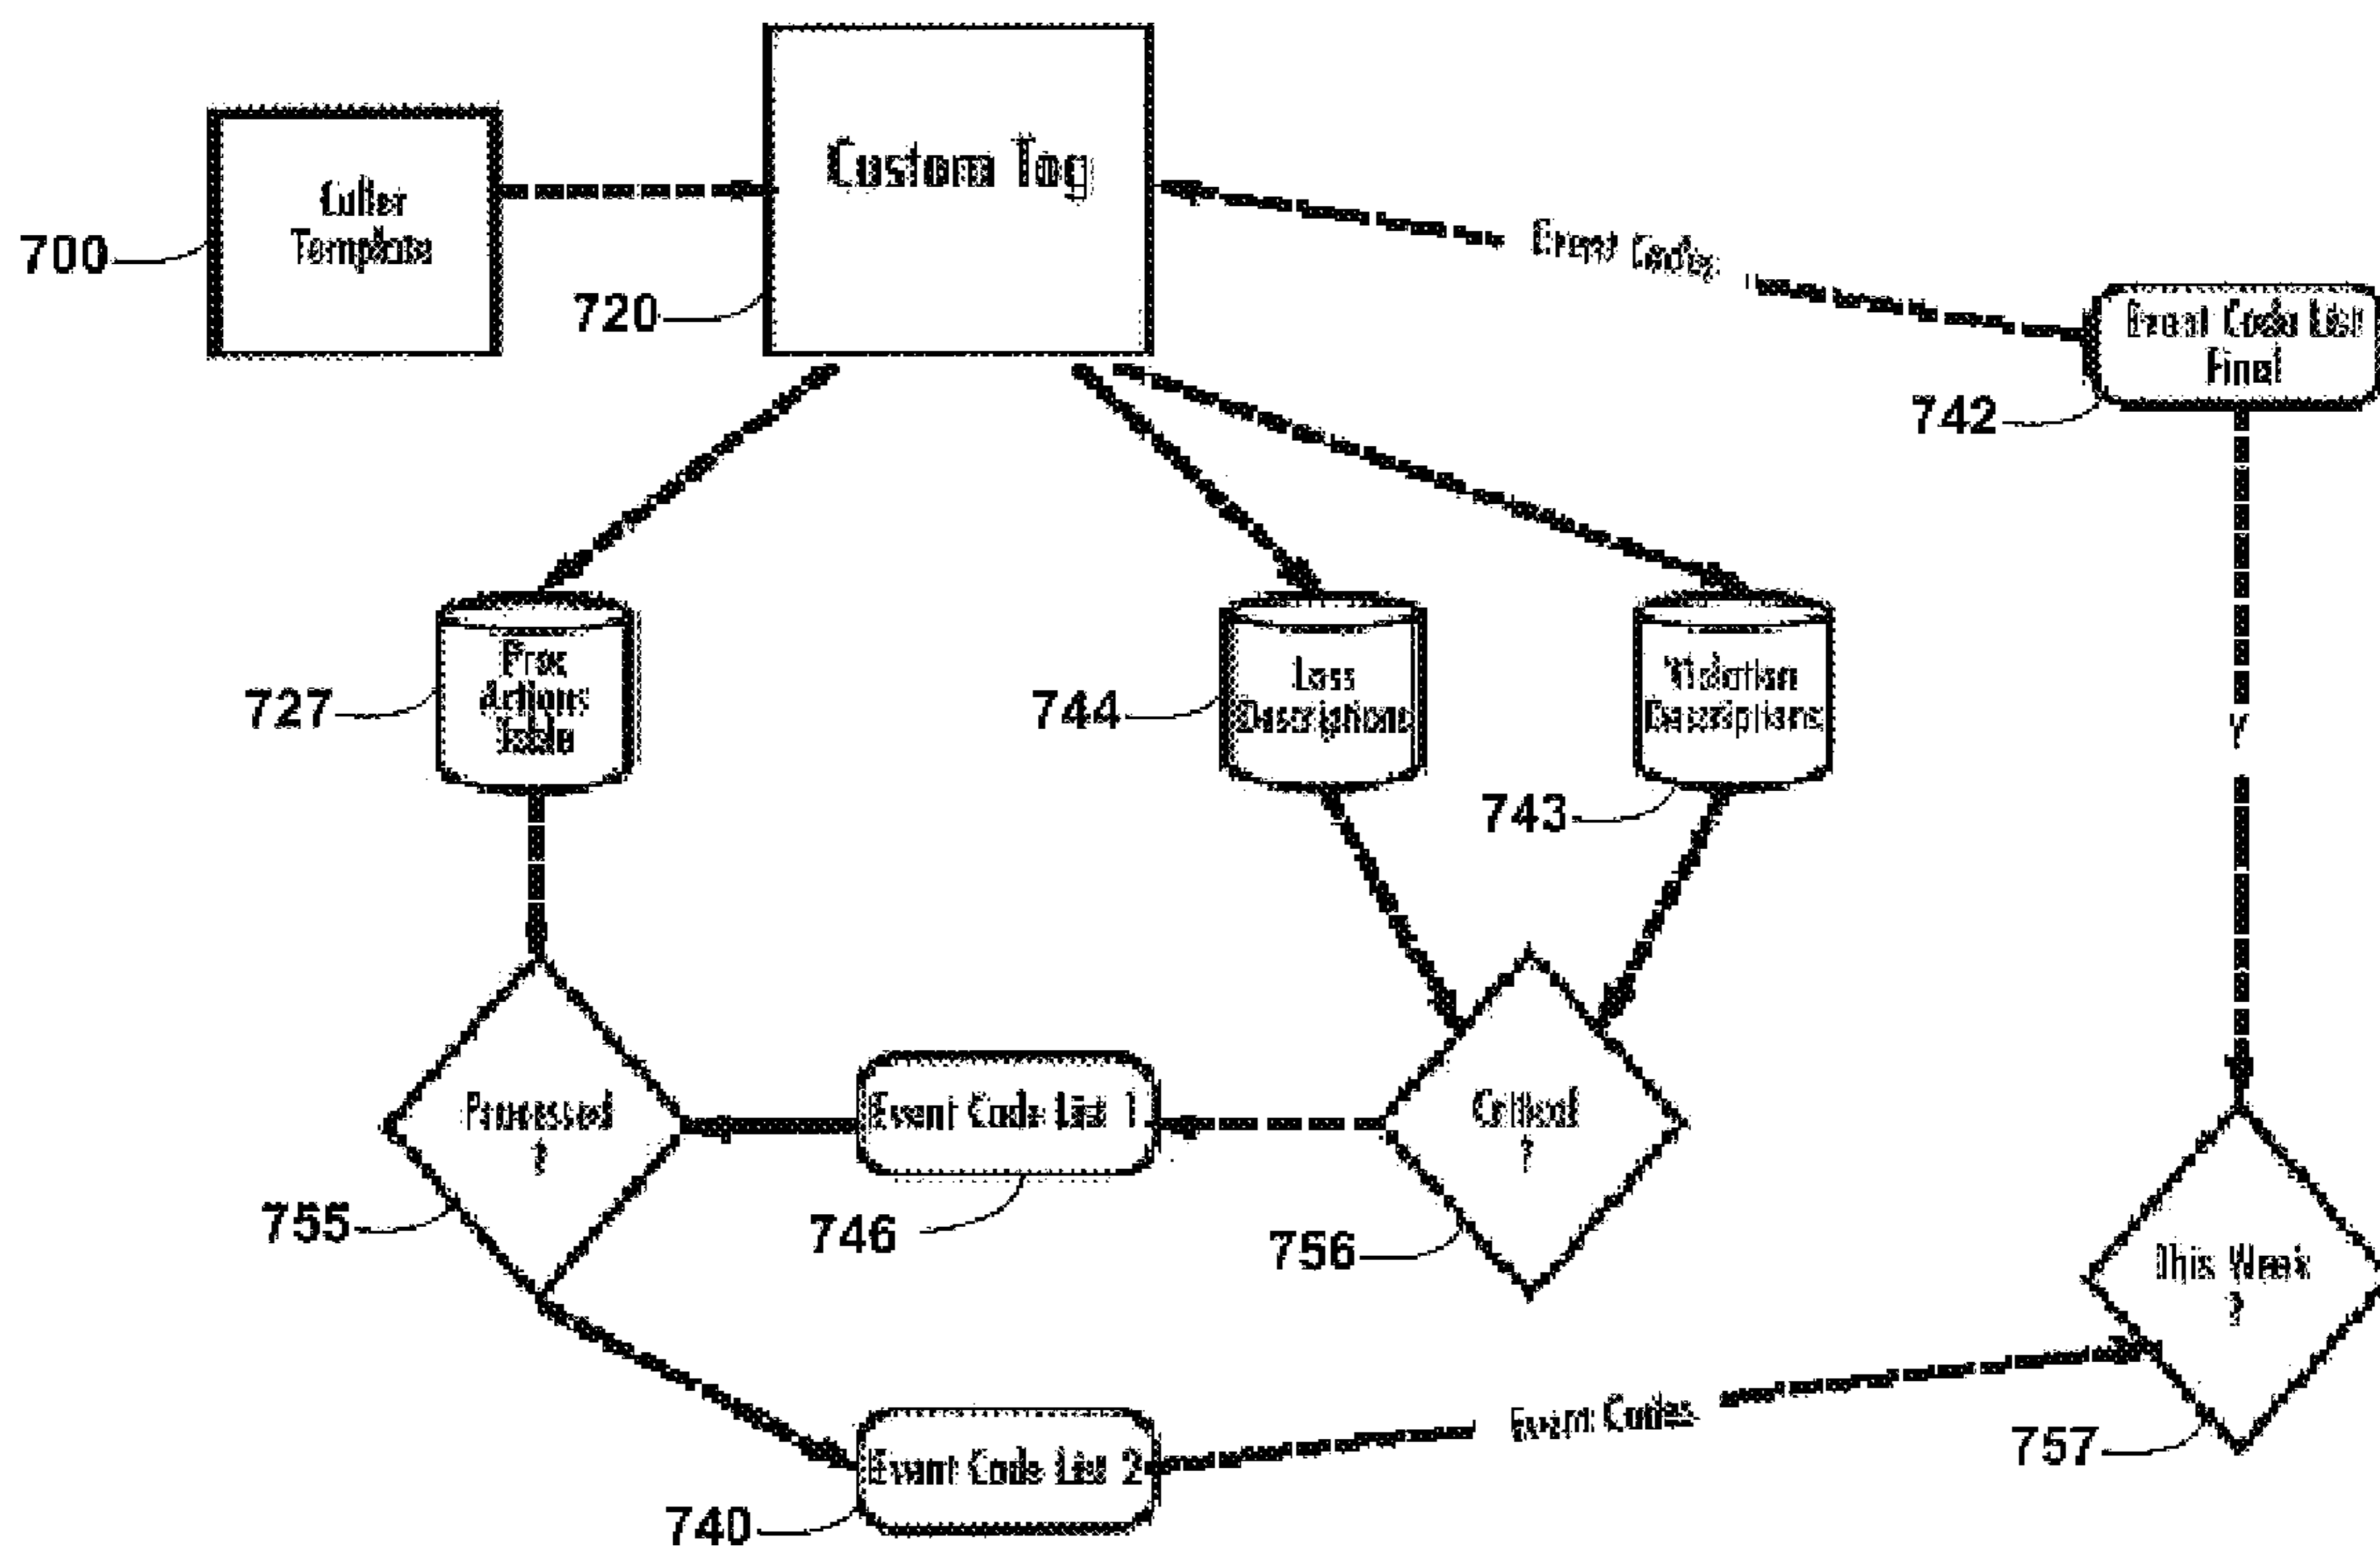 Custom Tag
Caller
Template
700
720
Event Codes
Event Code List
Final
742
Proc
Actions
Table
727
Loss
Descriptions
744
Violation
Descriptions
743
Y
Processed
?
755
Event Code List 1
746
Critical
?
756
This Week
?
757
Event Codes
Event Code List 2
740